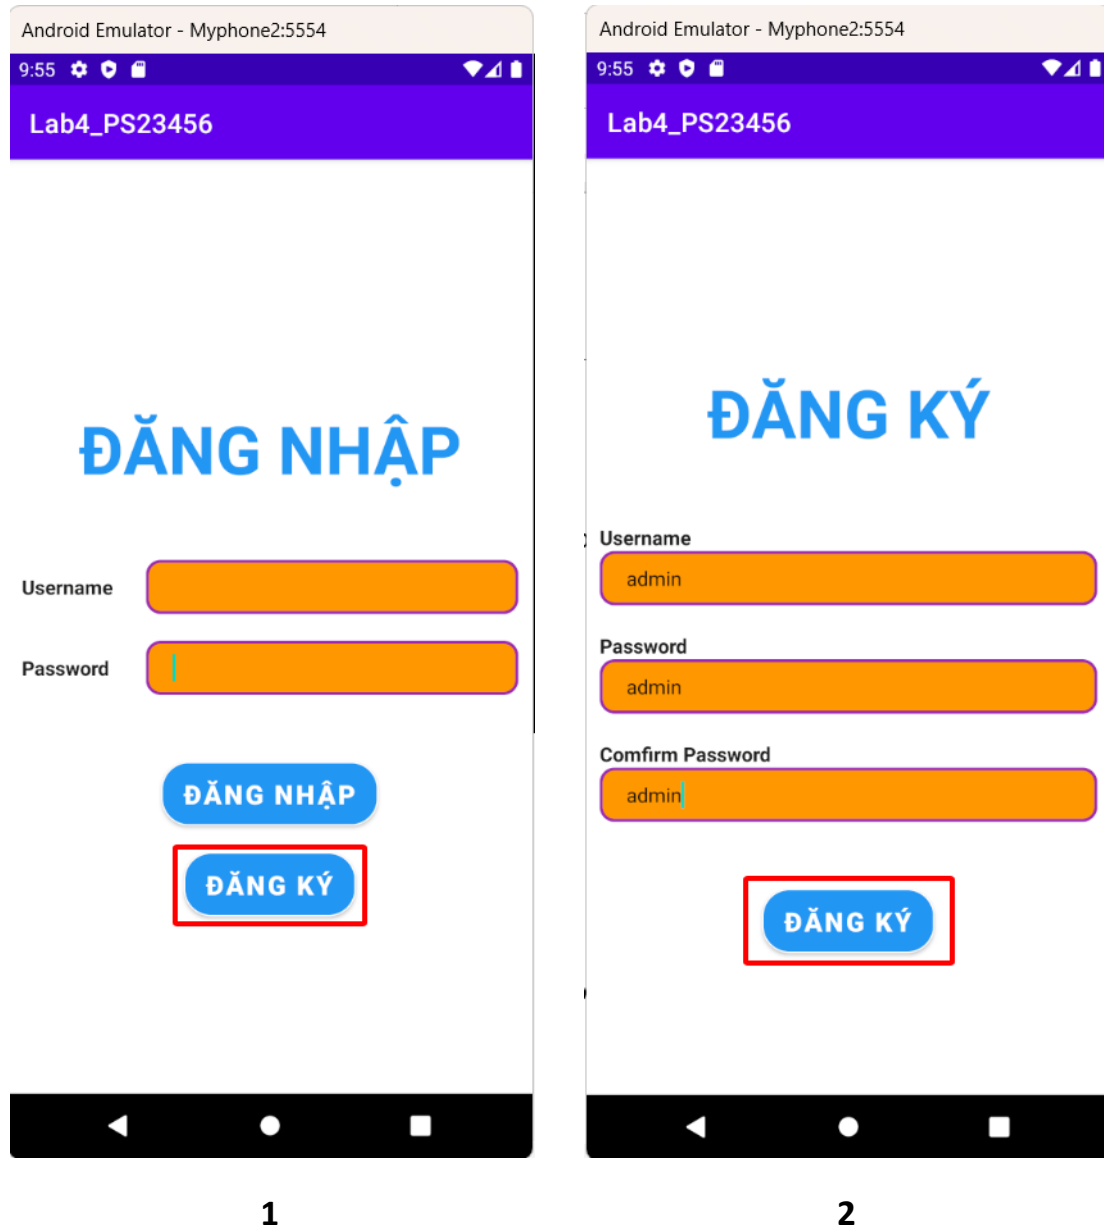 Android Emulator - Myphone2:5554
9:55
Lab4_PS23456
ĐĂNG NHẬP
Username
Password
ĐĂNG NHẬP
ĐĂNG KÝ
1
Android Emulator - Myphone2:5554
9:55
Lab4_PS23456
ĐĂNG KÝ
Username
admin
Password
admin
Comfirm Password
admin
ĐĂNG KÝ
2